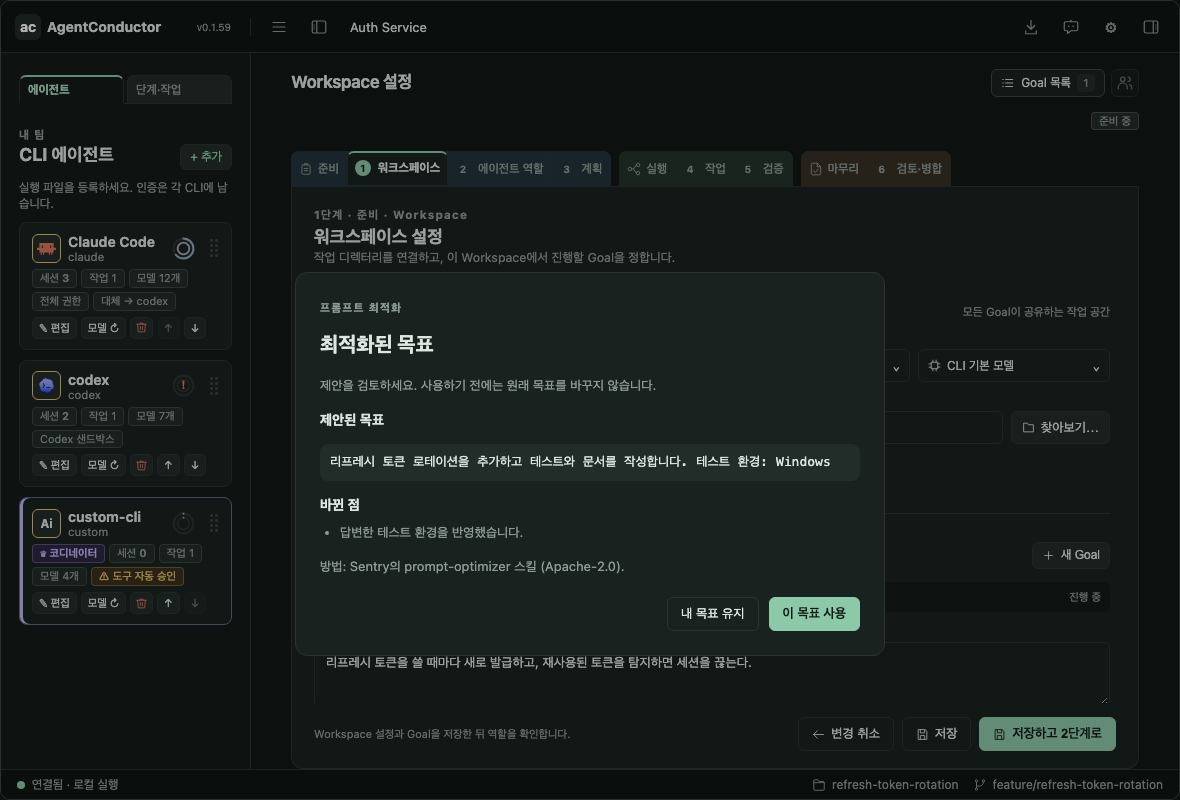 ac AgentConductor v0.1.59 Auth Service
에이전트 단계·작업
내 팀
CLI 에이전트 + 추가
실행 파일을 등록하세요. 인증은 각 CLI에 남
습니다.
Claude Code
claude
세션 3 작업 1 모델 12개
전체 권한 대체 → codex
✎ 편집 모델 ↻ ↑ ↓
codex
codex
세션 2 작업 1 모델 7개
Codex 샌드박스
✎ 편집 모델 ↻ ↑ ↓
Ai custom-cli
custom
♛ 코디네이터 세션 0 작업 1
모델 4개 ⚠ 도구 자동 승인
✎ 편집 모델 ↻ ↑ ↓
Workspace 설정
Goal 목록 1
준비 중
준비 1 워크스페이스 2 에이전트 역할 3 계획 실행 4 작업 5 검증 마무리 6 검토·병합
1단계 · 준비 · Workspace
워크스페이스 설정
작업 디렉터리를 연결하고, 이 Workspace에서 진행할 Goal을 정합니다.
모든 Goal이 공유하는 작업 공간
CLI 기본 모델
찾아보기...
+ 새 Goal
진행 중
프롬프트 최적화
최적화된 목표
제안을 검토하세요. 사용하기 전에는 원래 목표를 바꾸지 않습니다.
제안된 목표
리프레시 토큰 로테이션을 추가하고 테스트와 문서를 작성합니다. 테스트 환경: Windows
바뀐 점
• 답변한 테스트 환경을 반영했습니다.
방법: Sentry의 prompt-optimizer 스킬 (Apache-2.0).
내 목표 유지 이 목표 사용
리프레시 토큰을 쓸 때마다 새로 발급하고, 재사용된 토큰을 탐지하면 세션을 끊는다.
Workspace 설정과 Goal을 저장한 뒤 역할을 확인합니다.
← 변경 취소 저장 저장하고 2단계로
연결됨 · 로컬 실행 refresh-token-rotation feature/refresh-token-rotation